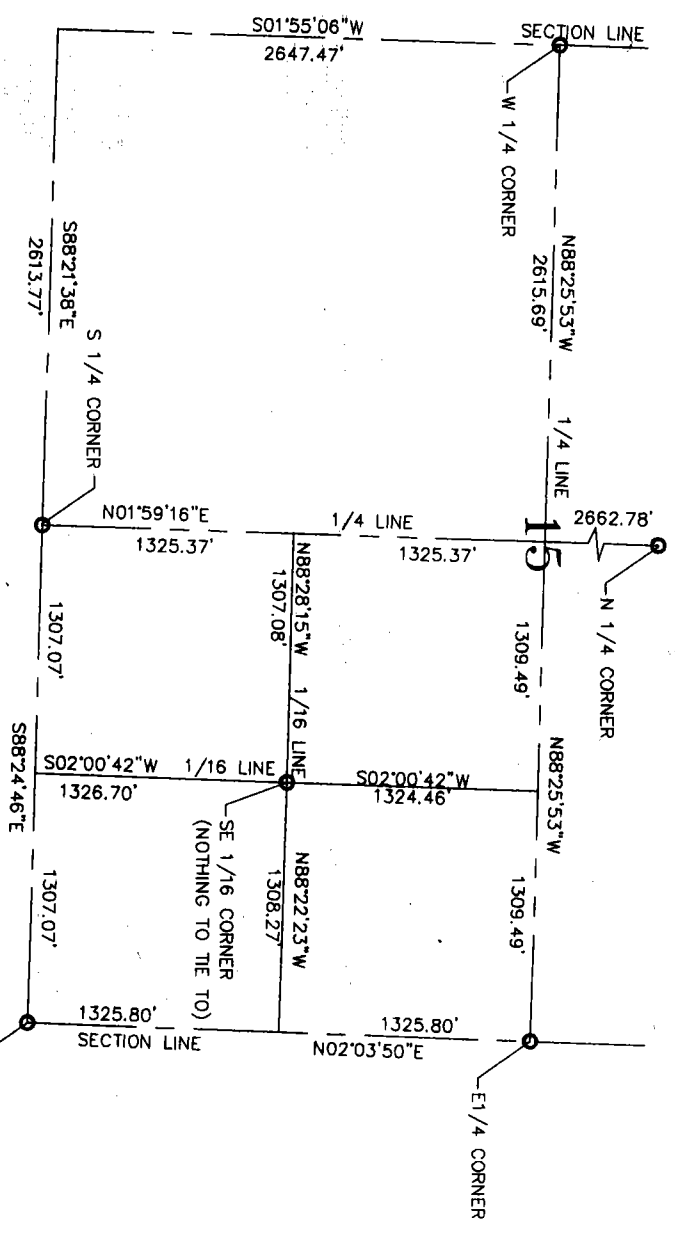 S01°55'06"W
2647.47'
SECTION LINE
W 1/4 CORNER
N88°25'53"W
2615.69'
1/4 LINE
S88°21'38"E
2613.77'
S 1/4 CORNER
N01°59'16"E
1325.37'
1/4 LINE
1325.37'
15
2662.78'
N 1/4 CORNER
N88°28'15"W
1307.08'
1/16 LINE
1309.49'
N88°25'53"W
1309.49'
1307.07'
S88°24'46"E
1307.07'
S02°00'42"W
1326.70'
1/16 LINE
S02°00'42"W
1324.46'
SE 1/16 CORNER
(NOTHING TO TIE TO)
N88°22'23"W
1308.27'
1325.80'
SECTION LINE
1325.80'
N02°03'50"E
E1/4 CORNER